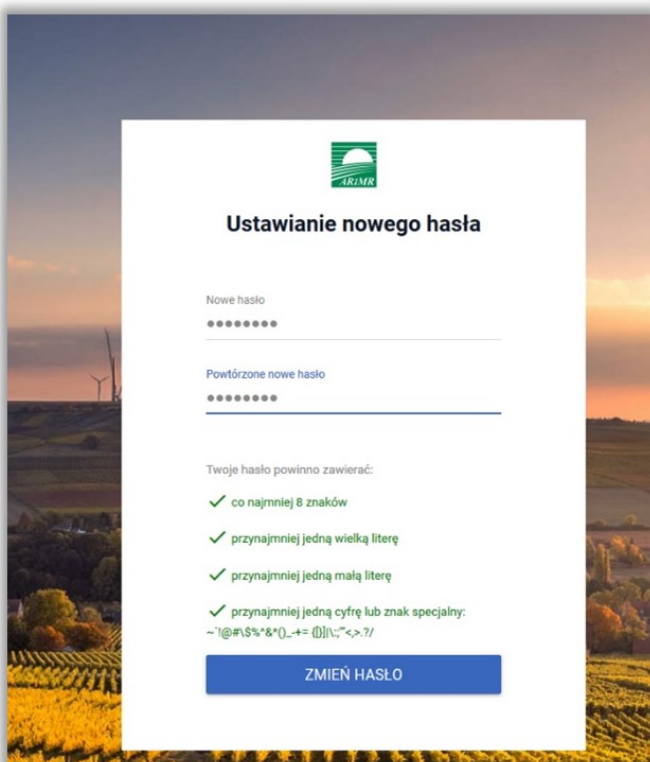 ARiMR
Ustawianie nowego hasła
Nowe hasło
Powtórzone nowe hasło
Twoje hasło powinno zawierać:
co najmniej 8 znaków
przynajmniej jedną wielką literę
przynajmniej jedną małą literę
przynajmniej jedną cyfrę lub znak specjalny:
~`!@#\$%^&*()_-+= {[}]|\:;"'<,>.?/
ZMIEŃ HASŁO